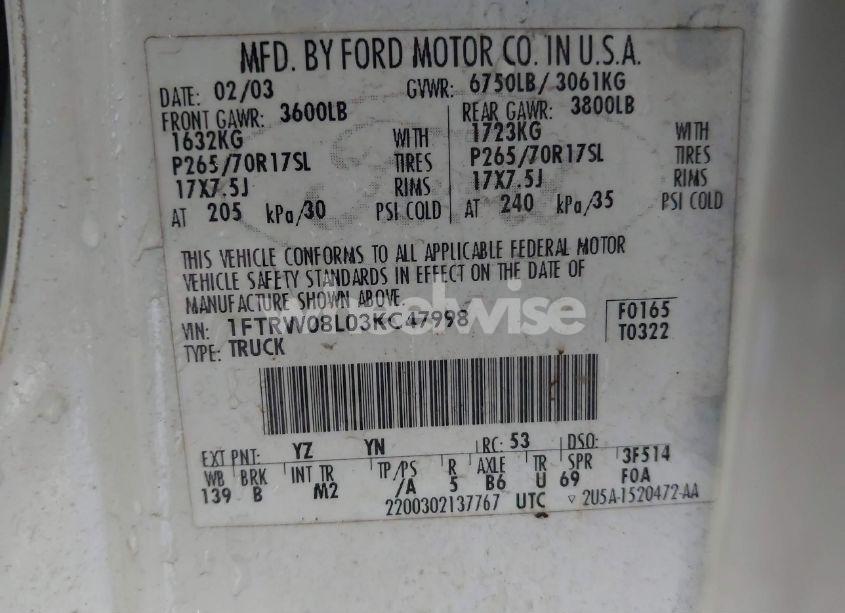 MFD. BY FORD MOTOR CO. IN U.S.A.
DATE: 02/03 GVWR: 6750LB/ 3061KG
FRONT GAWR: 3600LB REAR GAWR: 3800LB
1632KG WITH 1723KG WITH
P265/70R17SL TIRES P265/70R17SL TIRES
17X7.5J RIMS 17X7.5J RIMS
AT 205 kPa/30 PSI COLD AT 240 kPa/35 PSI COLD
THIS VEHICLE CONFORMS TO ALL APPLICABLE FEDERAL MOTOR
VEHICLE SAFETY STANDARDS IN EFFECT ON THE DATE OF
MANUFACTURE SHOWN ABOVE.
VIN: 1FTRW08L03KC47998 F0165
TYPE: TRUCK T0322
EXT PNT: YZ YN RC: 53 DSO:
WB BRK INT TR TP/PS R AXLE TR SPR 3F514
139 B M2 /A 5 B6 U 69 F0A
2200302137767 UTC ▽ 2U5A-1520472-AA